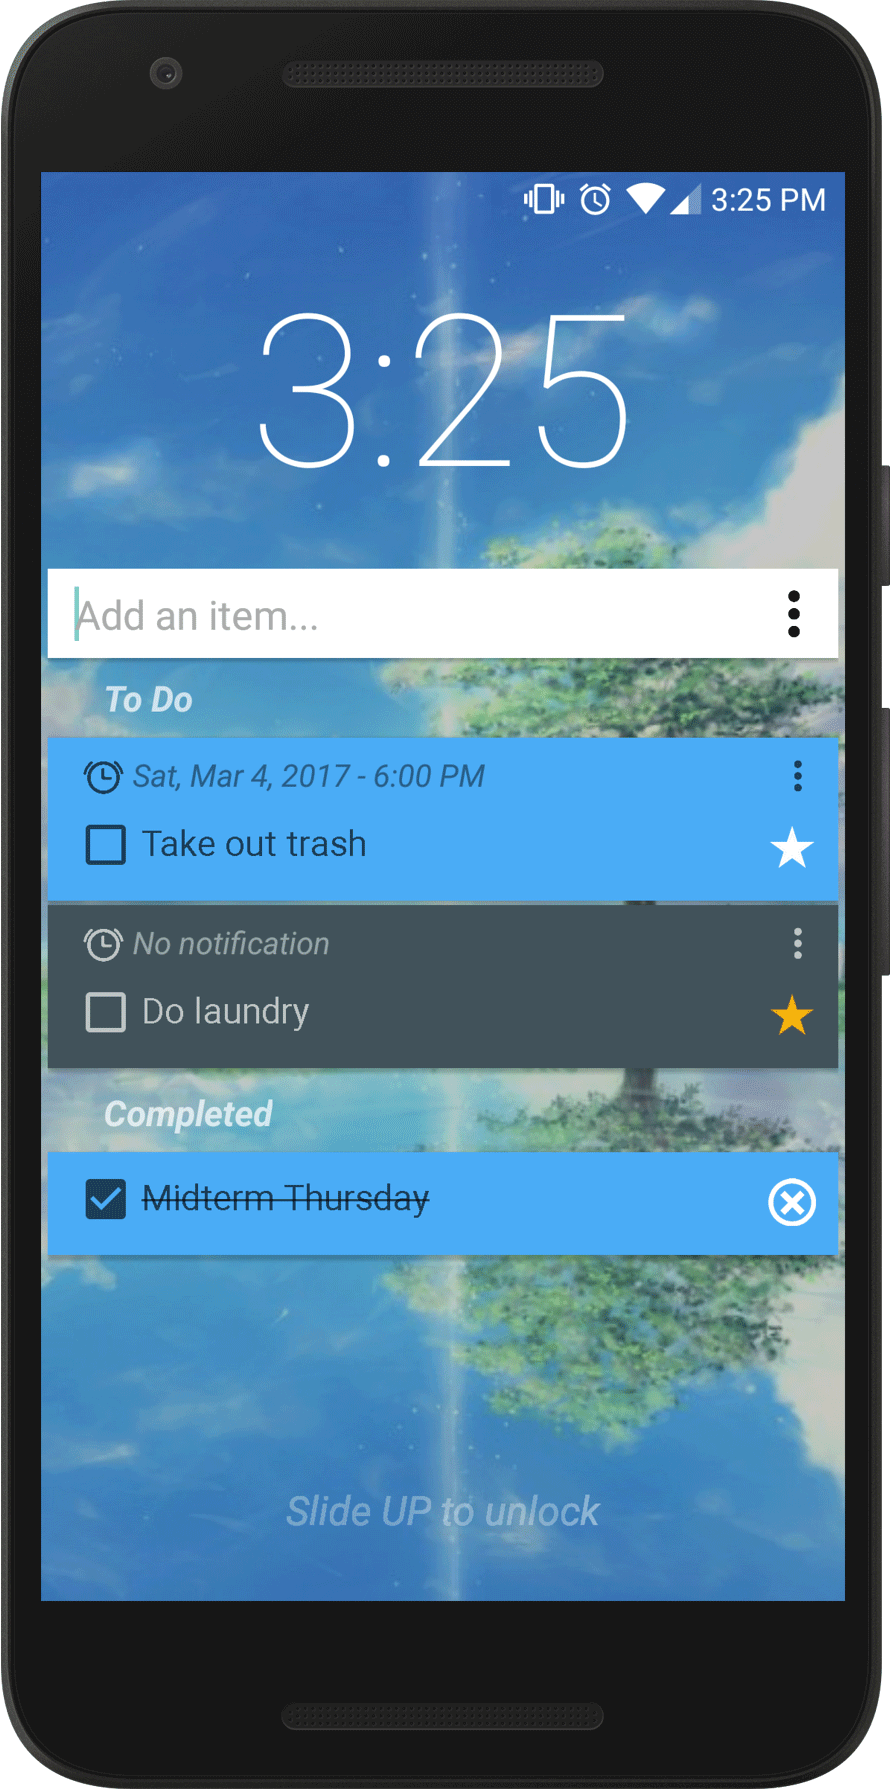 3:25 PM
3:25
Add an item...
To Do
Sat, Mar 4, 2017 - 6:00 PM
Take out trash
No notification
Do laundry
Completed
Midterm Thursday
Slide UP to unlock